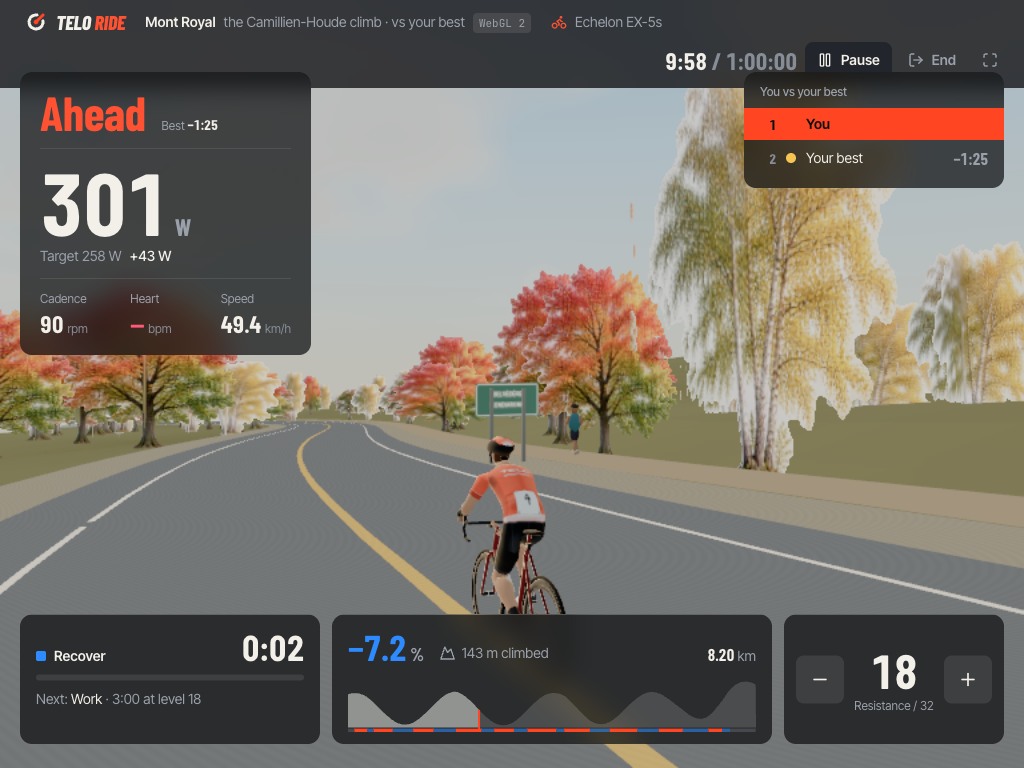 TELO RIDE Mont Royal the Camillien-Houde climb · vs your best WebGL 2 Echelon EX-5s
9:58 / 1:00:00 Pause End
Ahead Best −1:25
301 W
Target 258 W +43 W
Cadence Heart Speed
90 rpm – bpm 49.4 km/h
You vs your best
1 You
2 Your best −1:25
4
Recover 0:02
Next: Work · 3:00 at level 18
−7.2 % 143 m climbed 8.20 km
− 18 +
Resistance / 32